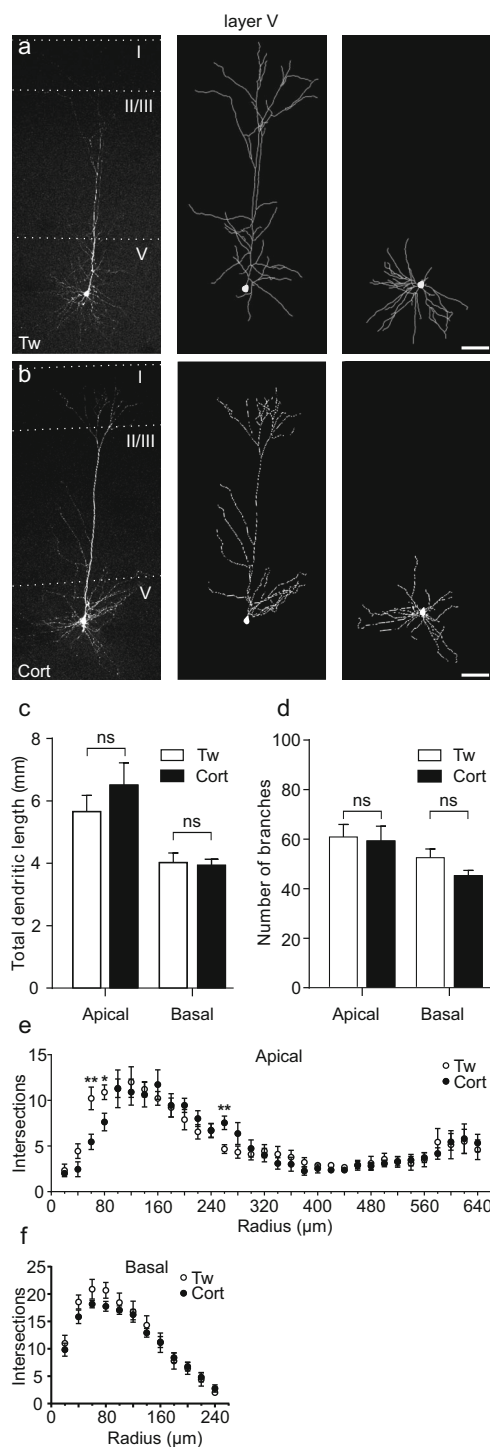 layer V
a
I
II/III
V
Tw
b
I
II/III
V
Cort
c
Total dendritic length (mm)
8
6
4
2
0
ns
ns
Tw
Cort
Apical
Basal
d
Number of branches
100
80
60
40
20
0
ns
ns
Tw
Cort
Apical
Basal
e
Apical
Intersections
15
10
5
0
** *
**
Tw
Cort
0 80 160 240 320 400 480 560 640
Radius (µm)
f
Basal
Intersections
25
20
15
10
5
0
Tw
Cort
0 80 160 240
Radius (µm)